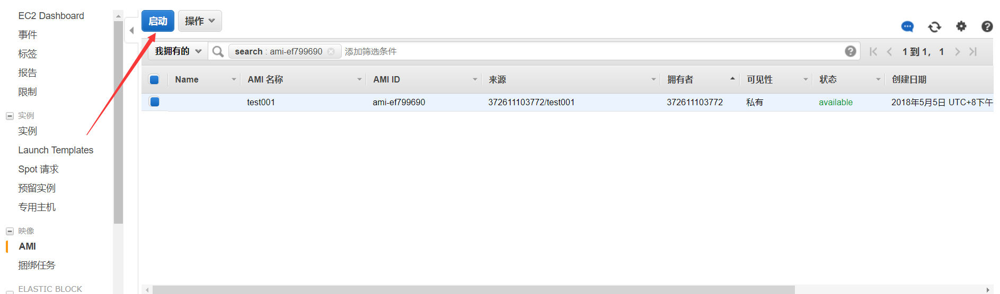 EC2 Dashboard
事件
标签
报告
限制
实例
实例
Launch Templates
Spot 请求
预留实例
专用主机
映像
AMI
捆绑任务
ELASTIC BLOCK
启动 操作
我拥有的 search : ami-ef799690 添加筛选条件 1 到 1， 1
Name AMI 名称 AMI ID 来源 拥有者 可见性 状态 创建日期
test001 ami-ef799690 372611103772/test001 372611103772 私有 available 2018年5月5日 UTC+8下午